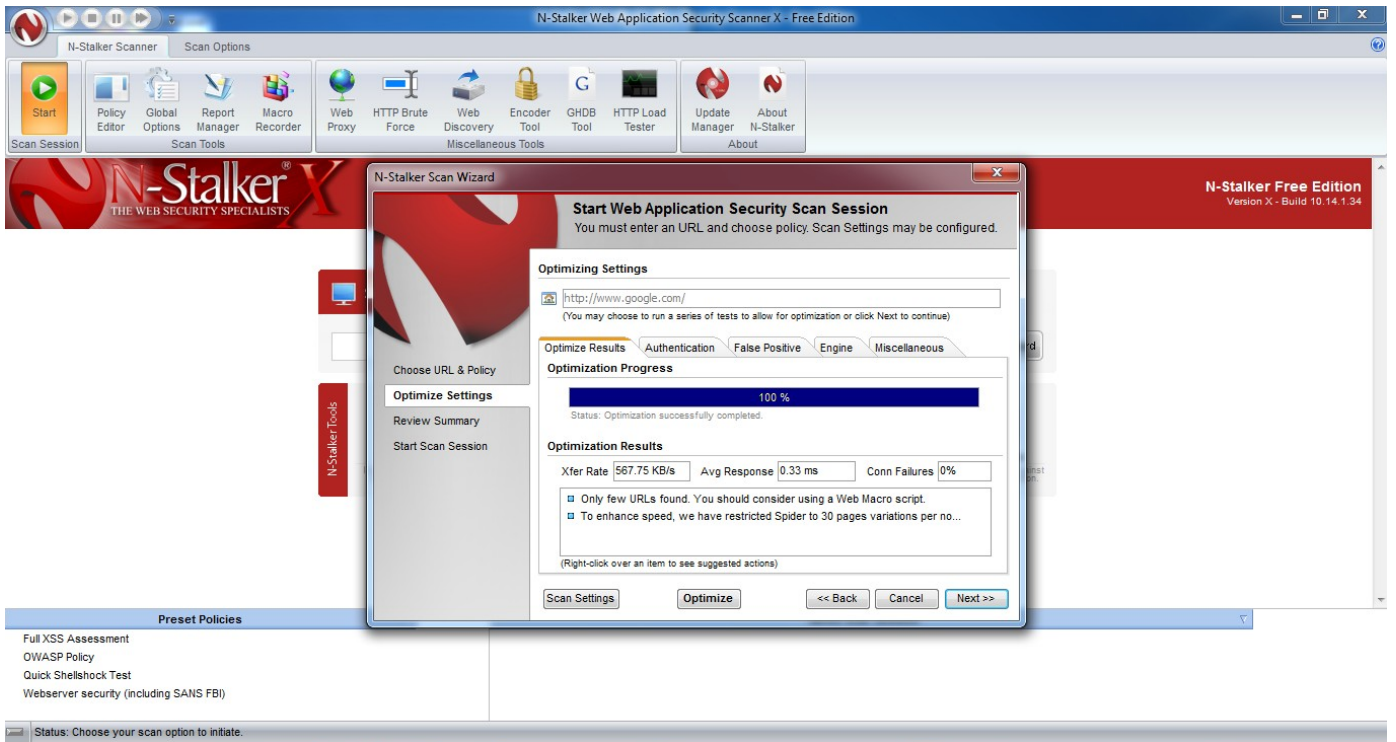 N-Stalker Web Application Security Scanner X - Free Edition
N-Stalker Scanner Scan Options
Start
Policy Editor
Global Options
Report Manager
Macro Recorder
Web Proxy
HTTP Brute Force
Web Discovery
Encoder Tool
G
GHDB Tool
HTTP Load Tester
Update Manager
About N-Stalker
Scan Session
Scan Tools
Miscellaneous Tools
About
N-Stalker® X
THE WEB SECURITY SPECIALISTS
N-Stalker Free Edition
Version X - Build 10.14.1.34
N-Stalker Scan Wizard
x
Start Web Application Security Scan Session
You must enter an URL and choose policy. Scan Settings may be configured.
Choose URL & Policy
Optimize Settings
Review Summary
Start Scan Session
Optimizing Settings
http://www.google.com/
(You may choose to run a series of tests to allow for optimization or click Next to continue)
Optimize Results Authentication False Positive Engine Miscellaneous
Optimization Progress
100 %
Status: Optimization successfully completed.
Optimization Results
Xfer Rate 567.75 KB/s Avg Response 0.33 ms Conn Failures 0%
Only few URLs found. You should consider using a Web Macro script.
To enhance speed, we have restricted Spider to 30 pages variations per no...
(Right-click over an item to see suggested actions)
Scan Settings Optimize << Back Cancel Next >>
N-Stalker Tools
rd
Preset Policies
Full XSS Assessment
OWASP Policy
Quick Shellshock Test
Webserver security (including SANS FBI)
Status: Choose your scan option to initiate.